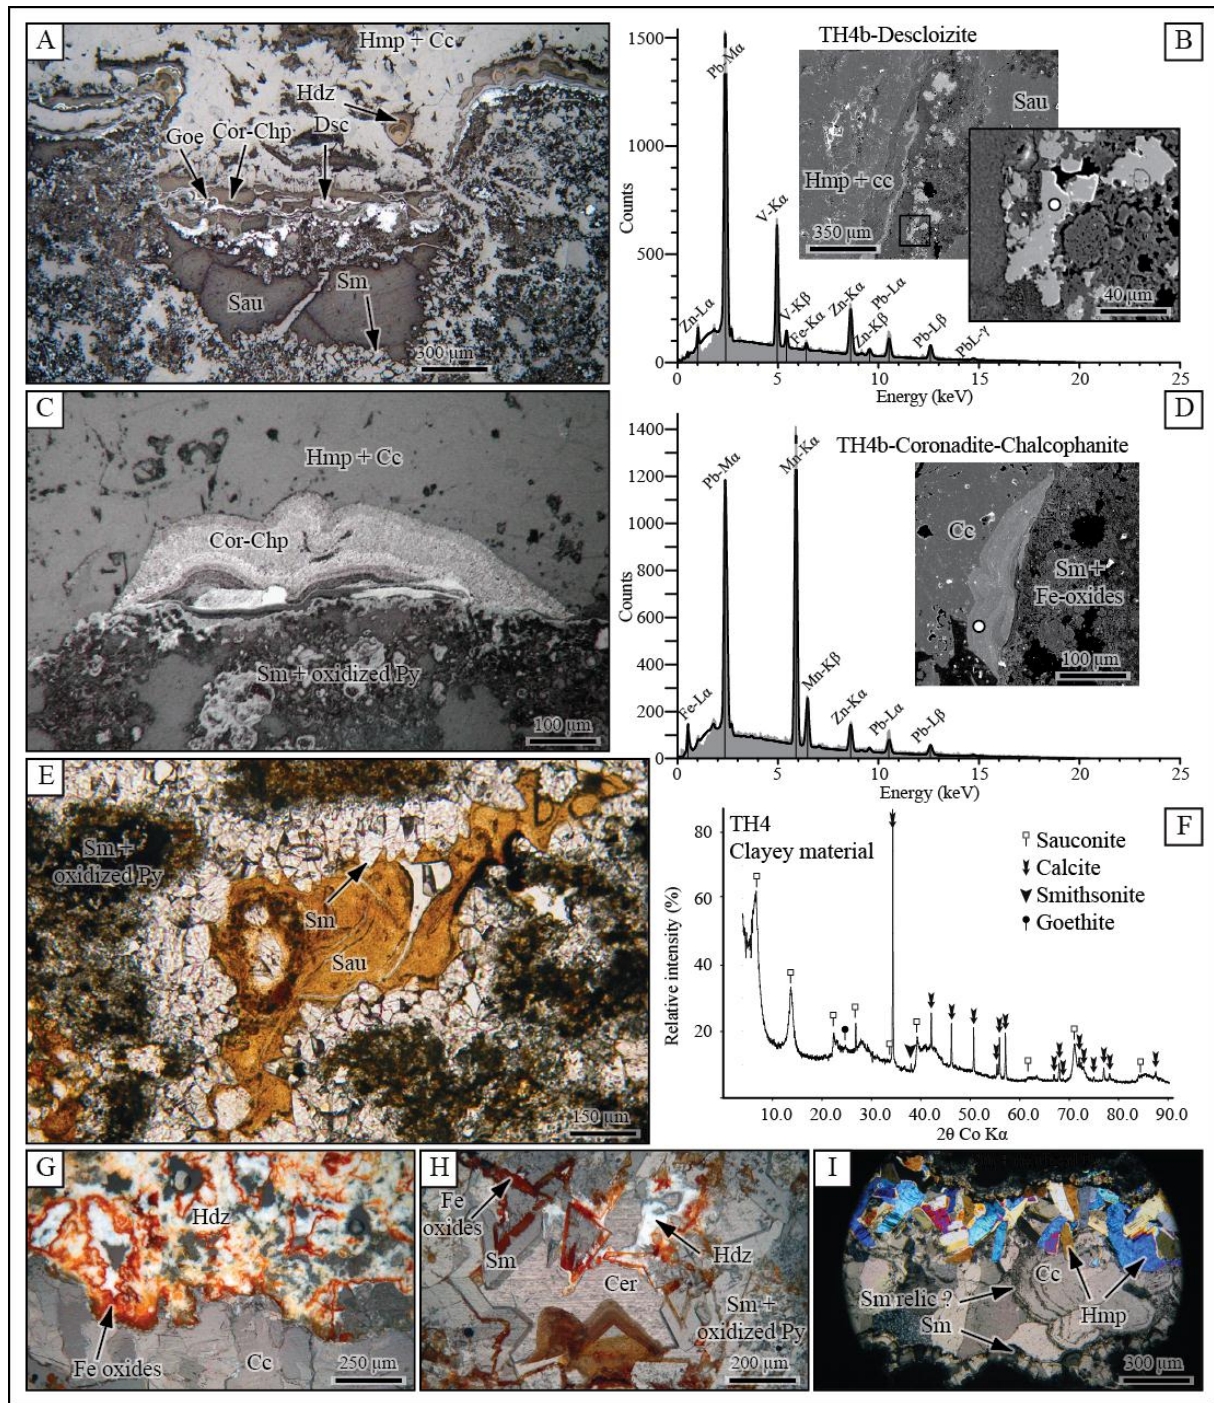 A
Hmp + Cc
Hdz
Goe
Cor-Chp
Dsc
Sau
Sm
300 µm
B
TH4b-Descloizite
Counts
1500
1000
500
0
Pb-Mα
V-Kα
V-Kβ
Zn-Lα
Fe-Kα
Zn-Kα
Zn-Kβ
Pb-Lα
Pb-Lβ
PbL-γ
0 5 10 15 20 25
Energy (keV)
Sau
Hmp + cc
350 µm
40 µm
C
Hmp + Cc
Cor-Chp
Sm + oxidized Py
100 µm
D
TH4b-Coronadite-Chalcophanite
Counts
1400
1200
1000
800
600
400
200
0
Fe-Lα
Pb-Mα
Mn-Kα
Mn-Kβ
Zn-Kα
Pb-Lα
Pb-Lβ
0 5 10 15 20 25
Energy (keV)
Cc
Sm +
Fe-oxides
100 µm
E
Sm +
oxidized Py
Sm
Sau
150 µm
F
TH4
Clayey material
Sauconite
Calcite
Smithsonite
Goethite
Relative intensity (%)
80
60
40
20
10.0 20.0 30.0 40.0 50.0 60.0 70.0 80.0 90.0
2θ Co Kα
G
Hdz
Fe oxides
Cc
250 µm
H
Fe
oxides
Sm
Hdz
Cer
Sm +
oxidized Py
200 µm
I
Cc
Sm relic ?
Hmp
Sm
300 µm